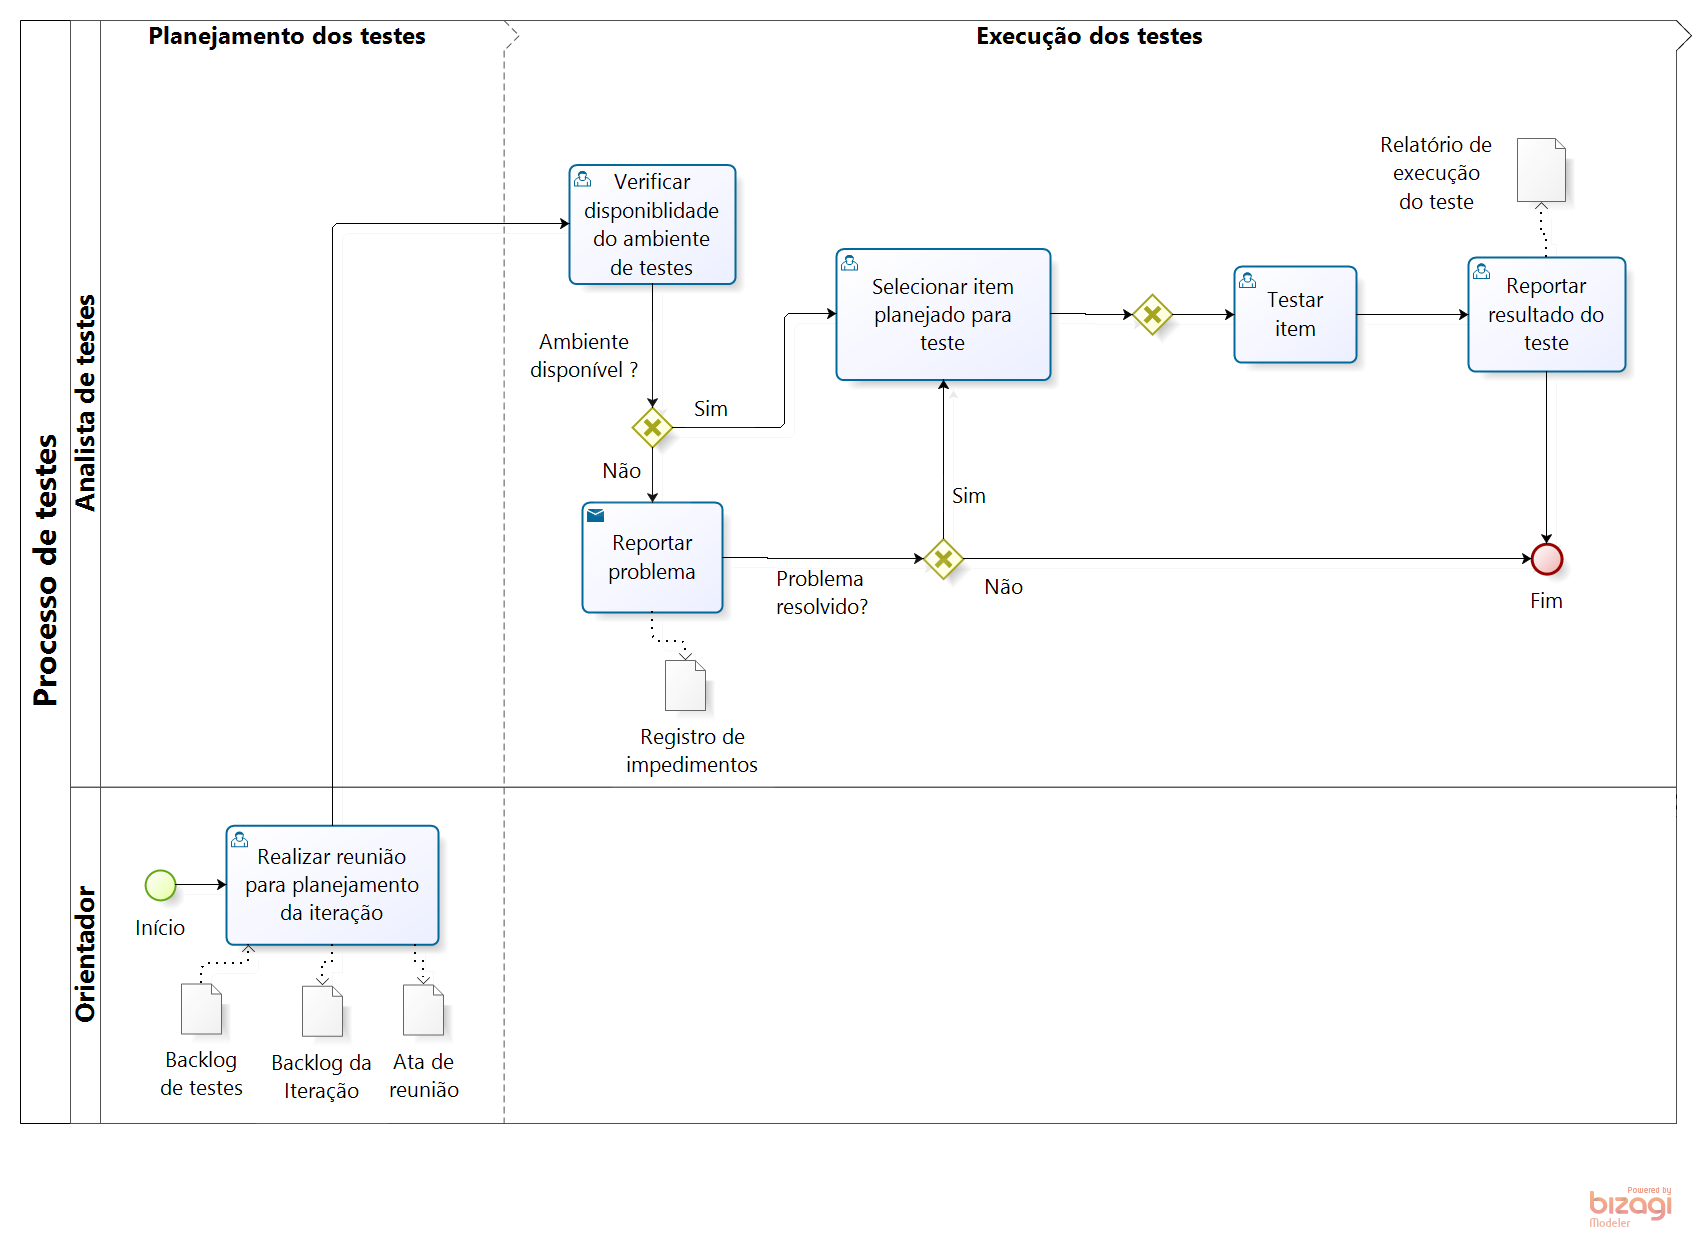 Planejamento dos testes
Execução dos testes
Processo de testes
Analista de testes
Orientador
Verificar
disponiblidade
do ambiente
de testes
Ambiente
disponível ?
Sim
Não
Reportar
problema
Registro de
impedimentos
Problema
resolvido?
Sim
Não
Selecionar item
planejado para
teste
Testar
item
Reportar
resultado do
teste
Relatório de
execução
do teste
Fim
Início
Realizar reunião
para planejamento
da iteração
Backlog
de testes
Backlog da
Iteração
Ata de
reunião
Powered by
bizagi
Modeler